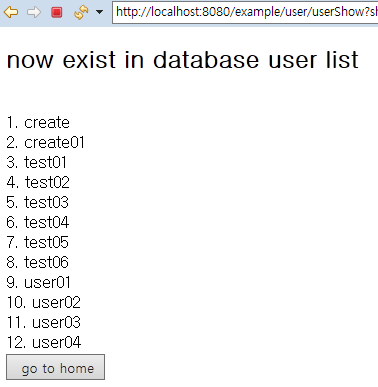 http://localhost:8080/example/user/userShow?sl
now exist in database user list
1. create
2. create01
3. test01
4. test02
5. test03
6. test04
7. test05
8. test06
9. user01
10. user02
11. user03
12. user04
go to home